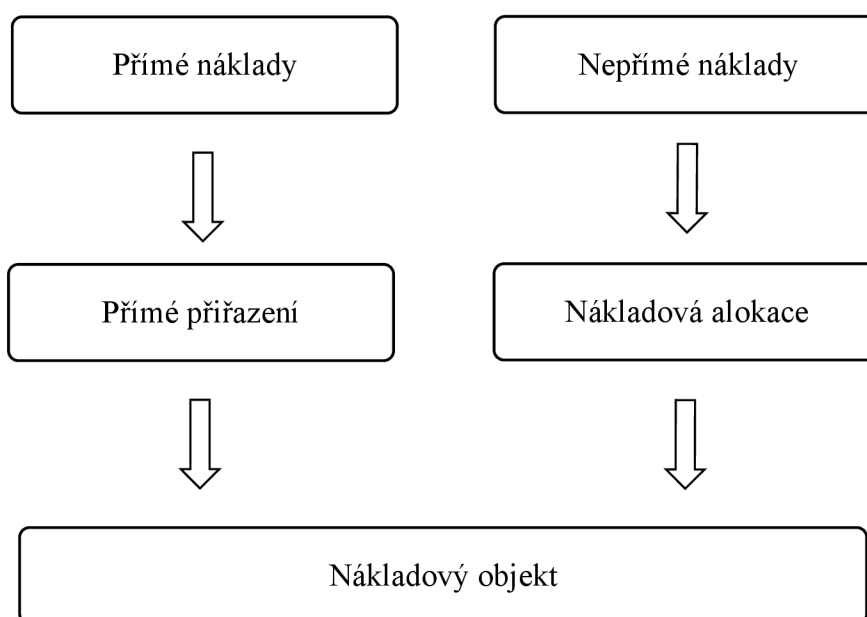 Přímé náklady
Nepřímé náklady
Přímé přiřazení
Nákladová alokace
Nákladový objekt